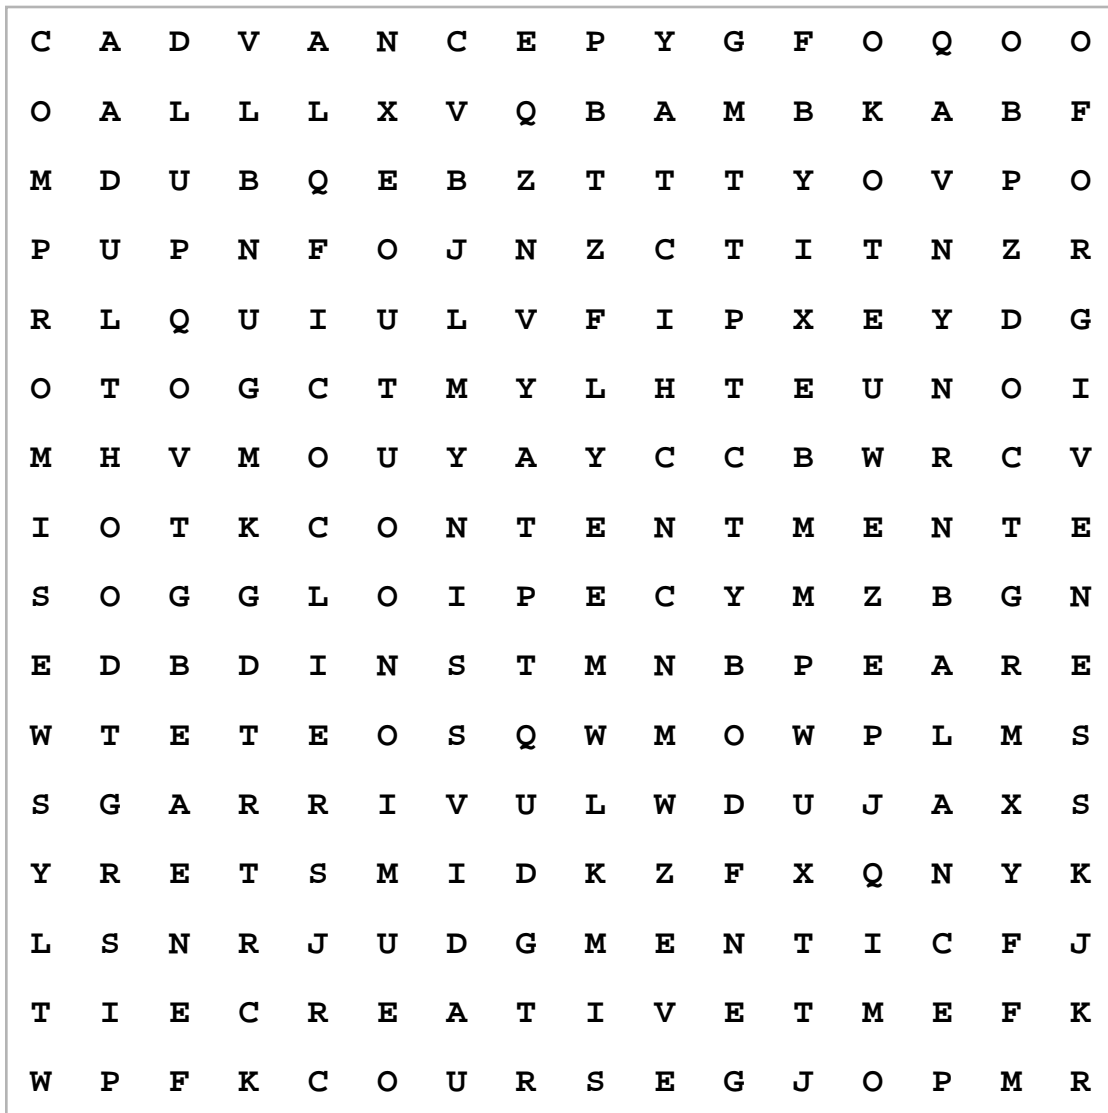 C A D V A N C E P Y G F O Q O O
O A L L L X V Q B A M B K A B F
M D U B Q E B Z T T T Y O V P O
P U P N F O J N Z C T I T N Z R
R L Q U I U L V F I P X E Y D G
O T O G C T M Y L H T E U N O I
M H V M O U Y A Y C C B W R C V
I O T K C O N T E N T M E N T E
S O G G L O I P E C Y M Z B G N
E D B D I N S T M N B P E A R E
W T E T E O S Q W M O W P L M S
S G A R R I V U L W D U J A X S
Y R E T S M I D K Z F X Q N Y K
L S N R J U D G M E N T I C F J
T I E C R E A T I V E T M E F K
W P F K C O U R S E G J O P M R